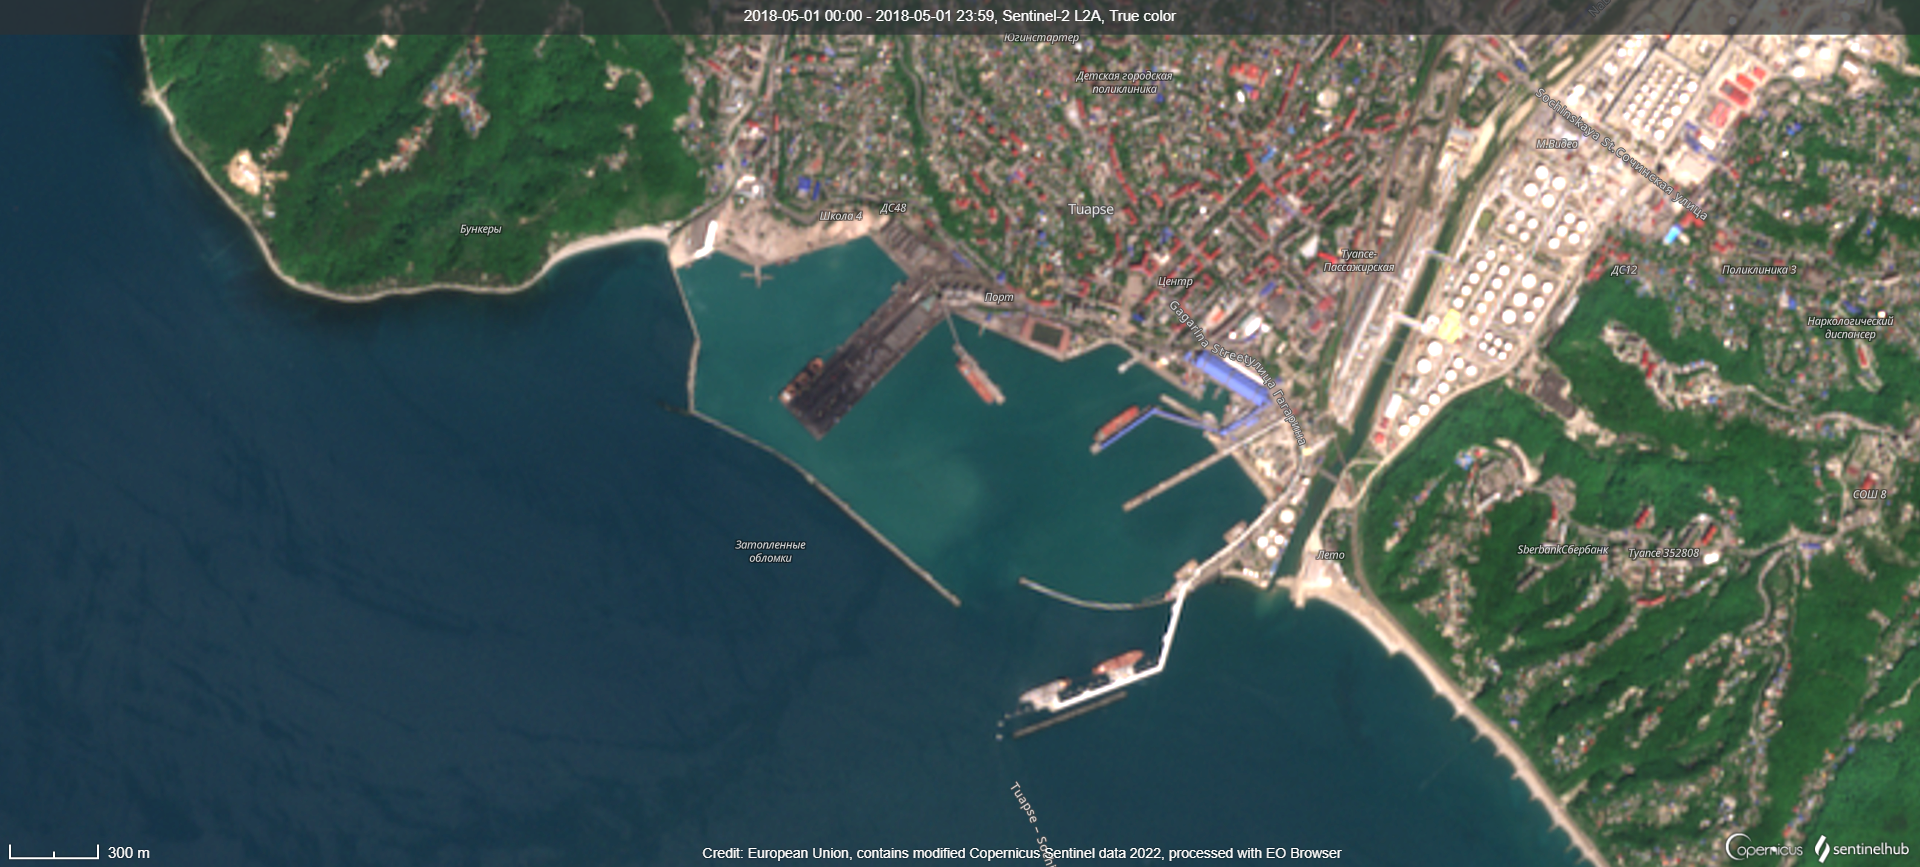 2018-05-01 00:00 - 2018-05-01 23:59, Sentinel-2 L2A, True color
Югинстартер
Детская городская
поликлиника
Sochinskaya St.Сочинская улица
М.Видео
Tuapse
ДС48
Школа 4
Бункеры
Туапсе-
Пассажирская
ДС12
Поликлиника 3
Центр
Порт
Gagarina Streetулица Гагарина
Наркологический
диспансер
СОШ 8
Затопленные
обломки
Лето
SberbankСбербанк
Туапсе 352808
Tuapse – Sochi
300 m
Credit: European Union, contains modified Copernicus Sentinel data 2022, processed with EO Browser
opernicus
sentinelhub